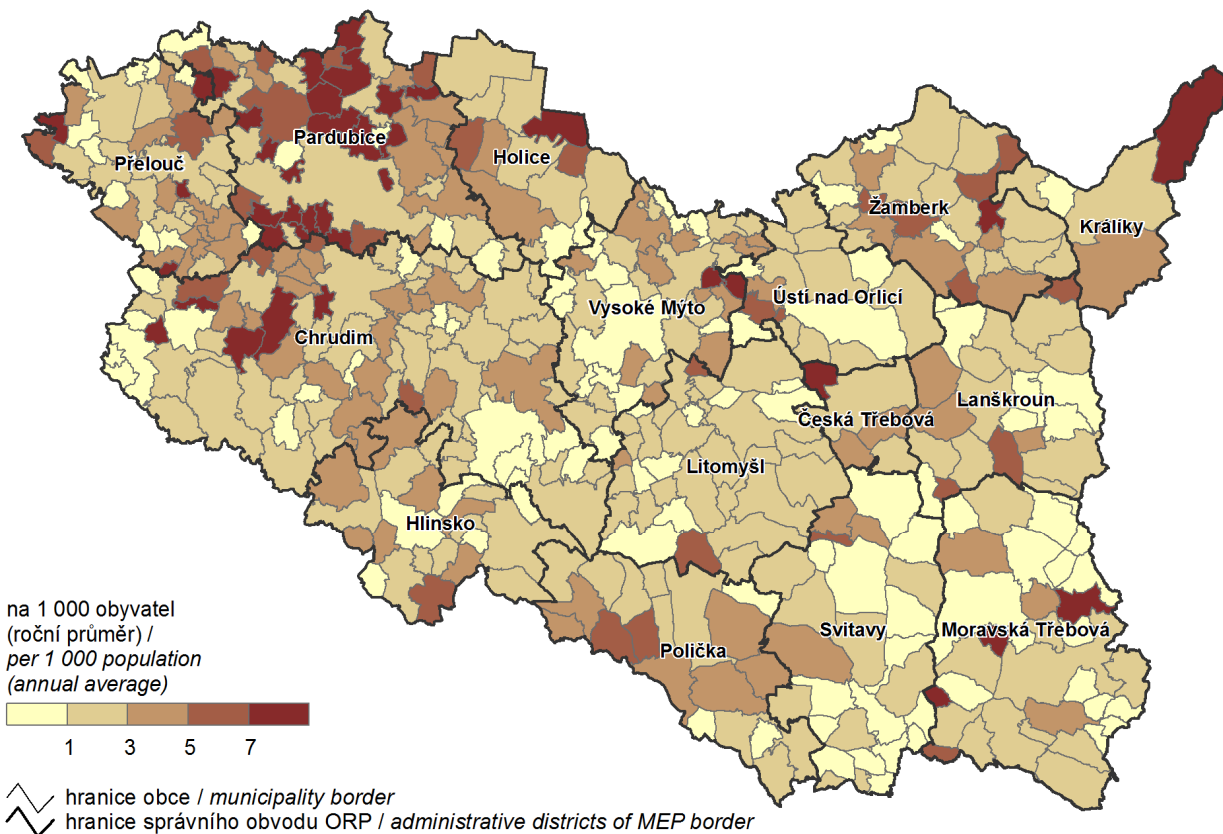 Pardubice
Přelouč
Holice
Žamberk
Králíky
Ústí nad Orlicí
Vysoké Mýto
Chrudim
Lanškroun
Česká Třebová
Litomyšl
Hlinsko
Svitavy
Moravská Třebová
Polička
na 1 000 obyvatel
(roční průměr) /
per 1 000 population
(annual average)
1 3 5 7
hranice obce / municipality border
hranice správního obvodu ORP / administrative districts of MEP border